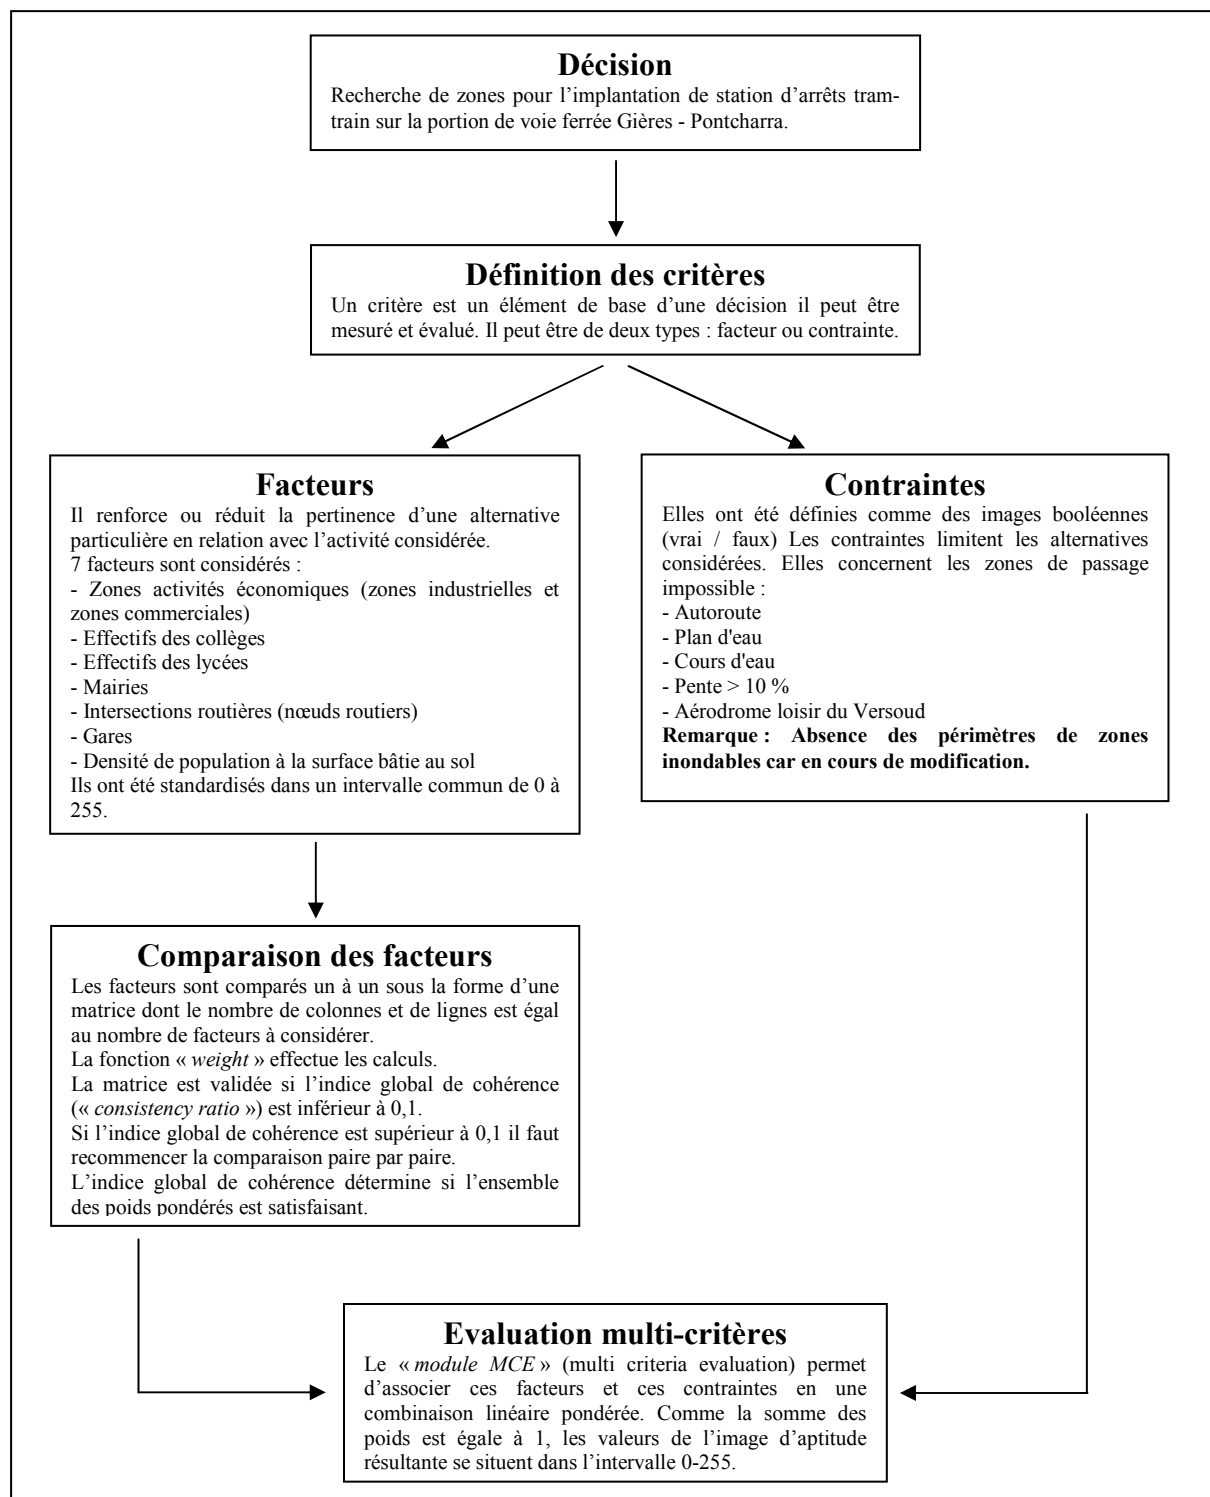 Décision
Recherche de zones pour l’implantation de station d’arrêts tram-
train sur la portion de voie ferrée Gières - Pontcharra.
Définition des critères
Un critère est un élément de base d’une décision il peut être
mesuré et évalué. Il peut être de deux types : facteur ou contrainte.
Facteurs
Il renforce ou réduit la pertinence d’une alternative
particulière en relation avec l’activité considérée.
7 facteurs sont considérés :
- Zones activités économiques (zones industrielles et
zones commerciales)
- Effectifs des collèges
- Effectifs des lycées
- Mairies
- Intersections routières (nœuds routiers)
- Gares
- Densité de population à la surface bâtie au sol
Ils ont été standardisés dans un intervalle commun de 0 à
255.
Contraintes
Elles ont été définies comme des images booléennes
(vrai / faux) Les contraintes limitent les alternatives
considérées. Elles concernent les zones de passage
impossible :
- Autoroute
- Plan d'eau
- Cours d'eau
- Pente > 10 %
- Aérodrome loisir du Versoud
Remarque : Absence des périmètres de zones
inondables car en cours de modification.
Comparaison des facteurs
Les facteurs sont comparés un à un sous la forme d’une
matrice dont le nombre de colonnes et de lignes est égal
au nombre de facteurs à considérer.
La fonction « weight » effectue les calculs.
La matrice est validée si l’indice global de cohérence
(« consistency ratio ») est inférieur à 0,1.
Si l’indice global de cohérence est supérieur à 0,1 il faut
recommencer la comparaison paire par paire.
L’indice global de cohérence détermine si l’ensemble
des poids pondérés est satisfaisant.
Evaluation multi-critères
Le « module MCE » (multi criteria evaluation) permet
d’associer ces facteurs et ces contraintes en une
combinaison linéaire pondérée. Comme la somme des
poids est égale à 1, les valeurs de l’image d’aptitude
résultante se situent dans l’intervalle 0-255.